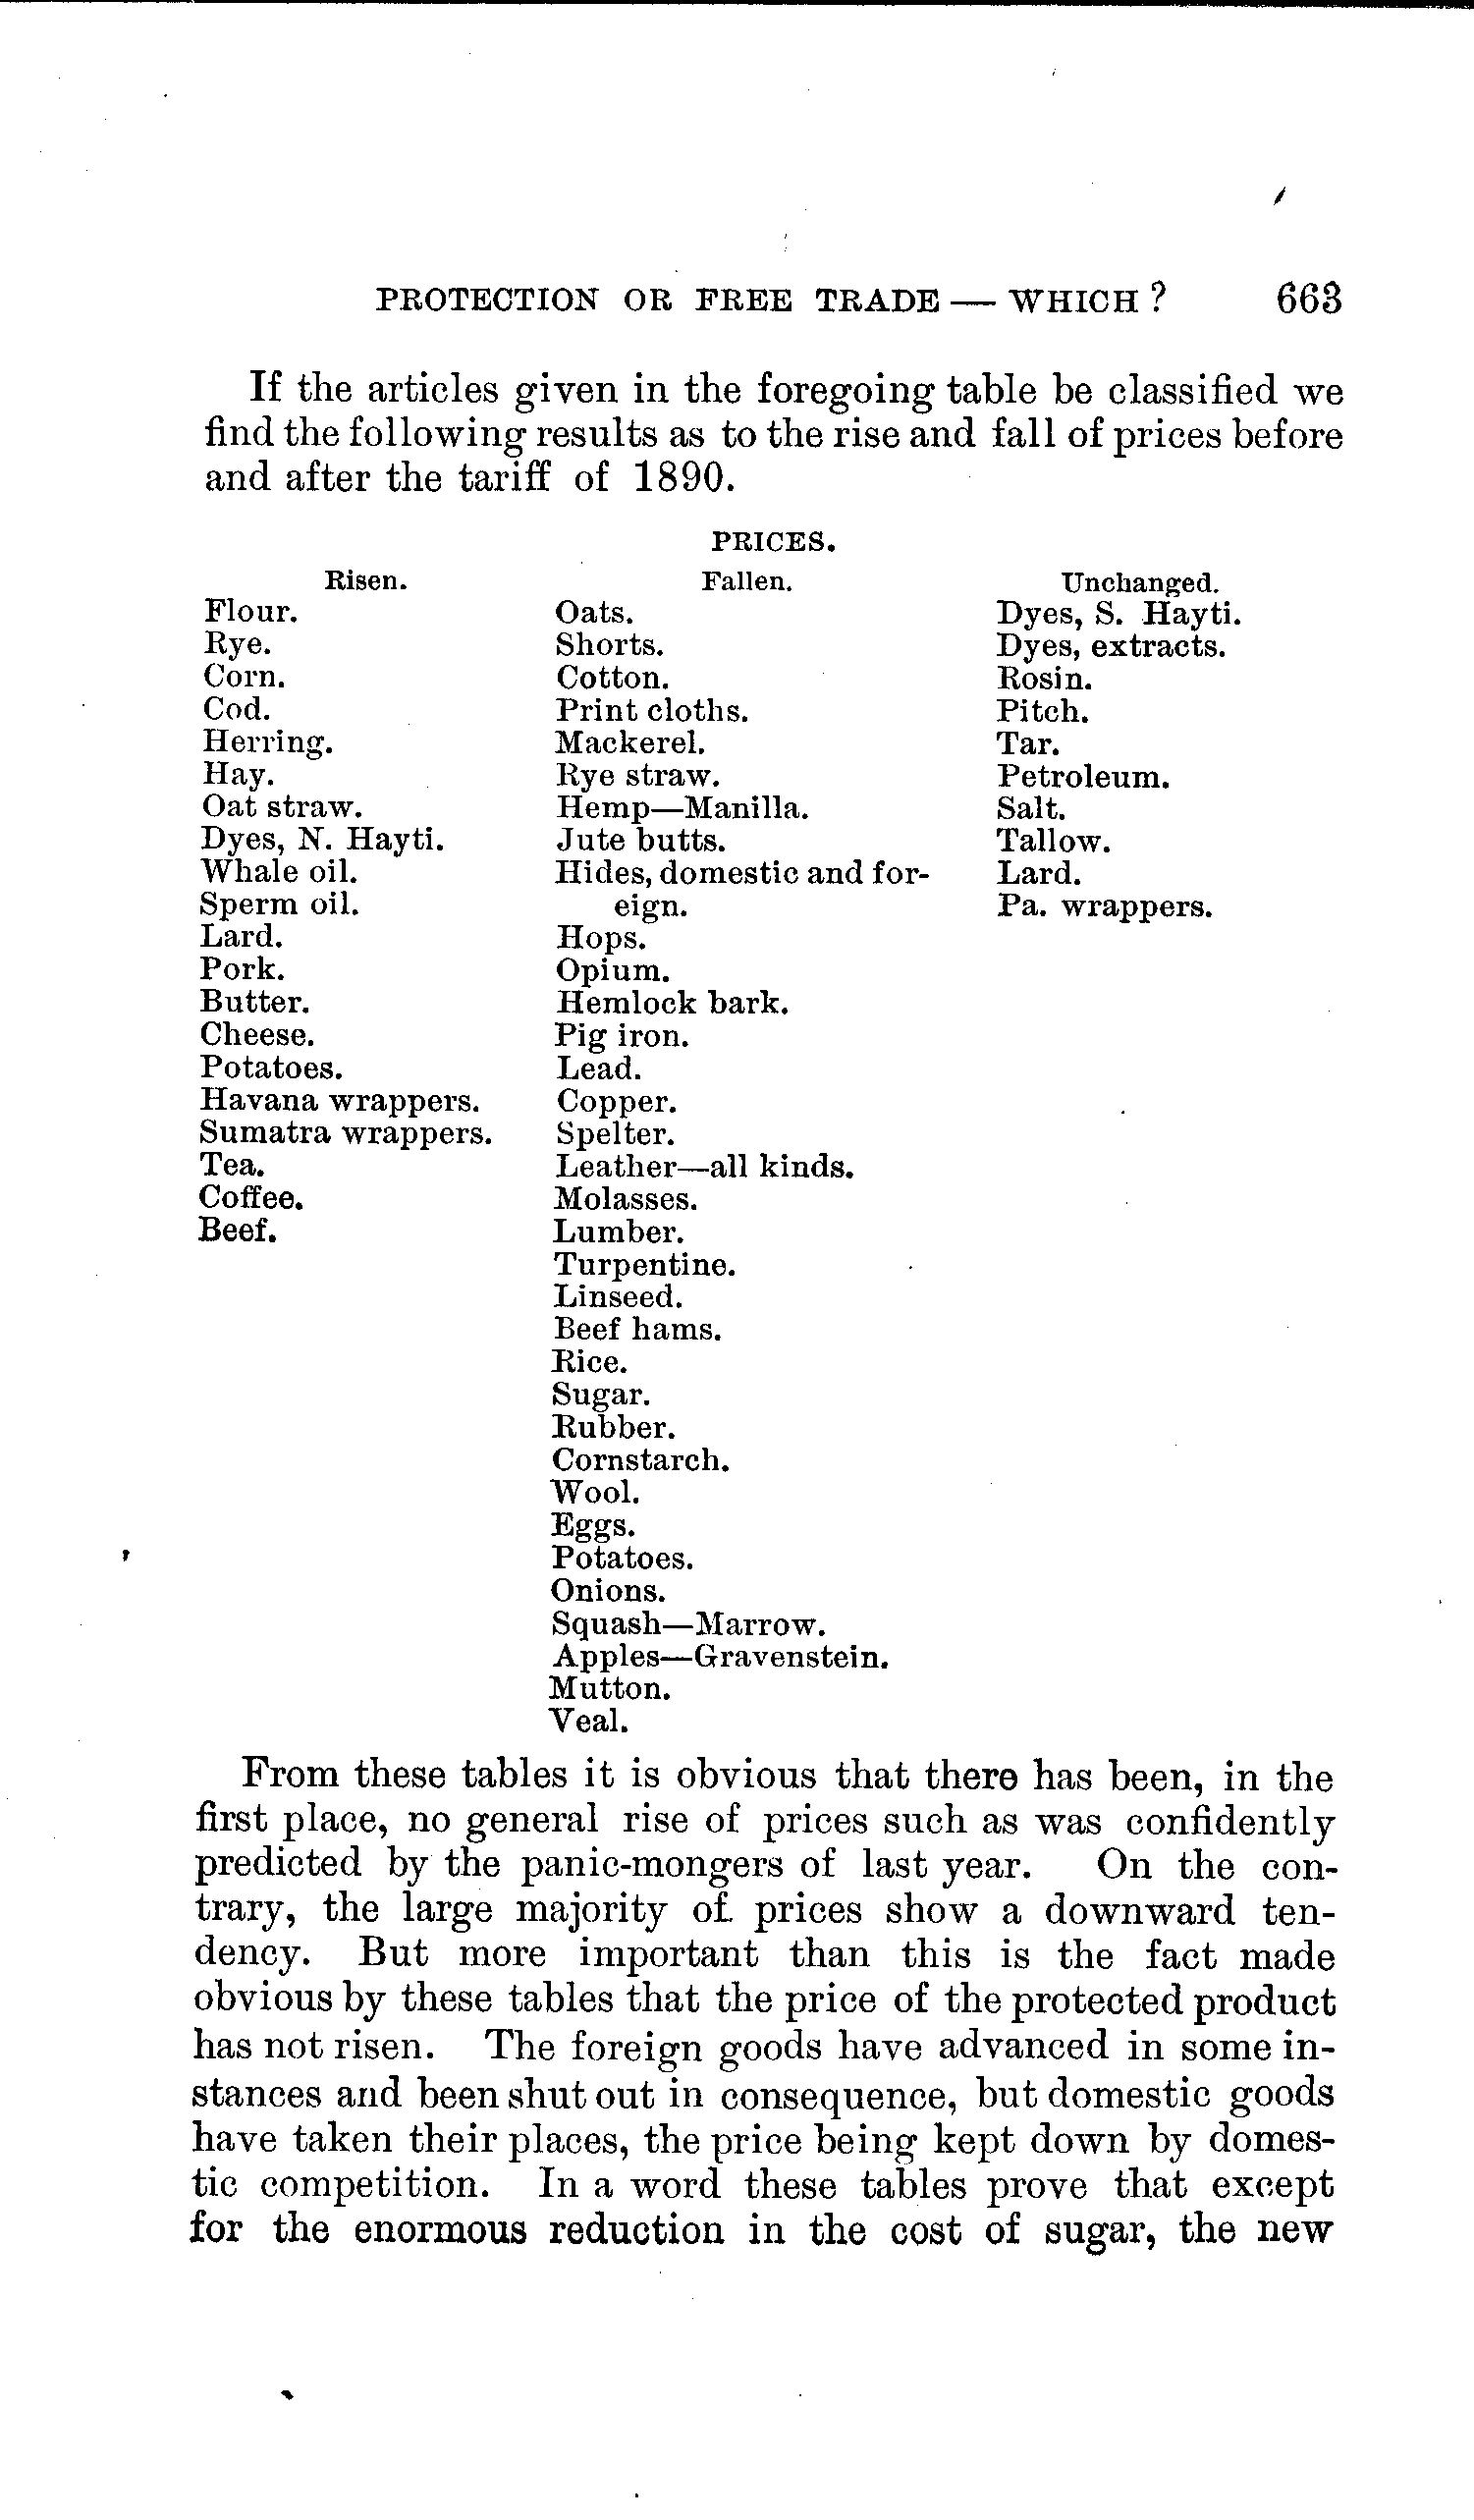 PROTECTION OR FREE TRADE — WHICH ? 663
If the articles given in the foregoing table be classified we
find the following results as to the rise and fall of prices before
and after the tariff of 1890.
PRICES.
Risen.
Flour.
Rye.
Corn.
Cod.
Herring.
Hay.
Oat straw.
Dyes, N. Hayti.
Whale oil.
Sperm oil.
Lard.
Pork.
Butter.
Cheese.
Potatoes.
Havana wrappers.
Sumatra wrappers.
Tea.
Coffee.
Beef.
Fallen.
Oats.
Shorts.
Cotton.
Print cloths.
Mackerel.
Rye straw.
Hemp—Manilla.
Jute butts.
Hides, domestic and for-
eign.
Hops.
Opium.
Hemlock bark.
Pig iron.
Lead.
Copper.
Spelter.
Leather—all kinds.
Molasses.
Lumber.
Turpentine.
Linseed.
Beef hams.
Rice.
Sugar.
Rubber.
Cornstarch.
Wool.
Eggs.
Potatoes.
Onions.
Squash—Marrow.
Apples—Gravenstein.
Mutton.
Veal.
Unchanged.
Dyes, S. Hayti.
Dyes, extracts.
Rosin.
Pitch.
Tar.
Petroleum.
Salt.
Tallow.
Lard.
Pa. wrappers.
From these tables it is obvious that there has been, in the
first place, no general rise of prices such as was confidently
predicted by the panic-mongers of last year. On the con-
trary, the large majority of prices show a downward ten-
dency. But more important than this is the fact made
obvious by these tables that the price of the protected product
has not risen. The foreign goods have advanced in some in-
stances and been shut out in consequence, but domestic goods
have taken their places, the price being kept down by domes-
tic competition. In a word these tables prove that except
for the enormous reduction in the cost of sugar, the new